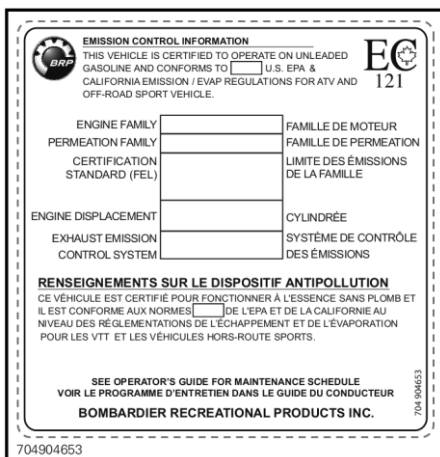 BRP
EMISSION CONTROL INFORMATION
THIS VEHICLE IS CERTIFIED TO OPERATE ON UNLEADED
GASOLINE AND CONFORMS TO U.S. EPA &
CALIFORNIA EMISSION / EVAP REGULATIONS FOR ATV AND
OFF-ROAD SPORT VEHICLE.
EC
121
ENGINE FAMILY FAMILLE DE MOTEUR
PERMEATION FAMILY FAMILLE DE PERMEATION
CERTIFICATION LIMITE DES ÉMISSIONS
STANDARD (FEL) DE LA FAMILLE
ENGINE DISPLACEMENT CYLINDRÉE
EXHAUST EMISSION SYSTÈME DE CONTRÔLE
CONTROL SYSTEM DES ÉMISSIONS
RENSEIGNEMENTS SUR LE DISPOSITIF ANTIPOLLUTION
CE VÉHICULE EST CERTIFIÉ POUR FONCTIONNER À L'ESSENCE SANS PLOMB ET
IL EST CONFORME AUX NORMES DE L'EPA ET DE LA CALIFORNIE AU
NIVEAU DES RÉGLEMENTATIONS DE L'ÉCHAPPEMENT ET DE L'ÉVAPORATION
POUR LES VTT ET LES VÉHICULES HORS-ROUTE SPORTS.
SEE OPERATOR'S GUIDE FOR MAINTENANCE SCHEDULE
VOIR LE PROGRAMME D'ENTRETIEN DANS LE GUIDE DU CONDUCTEUR
BOMBARDIER RECREATIONAL PRODUCTS INC.
704 904653
704904653